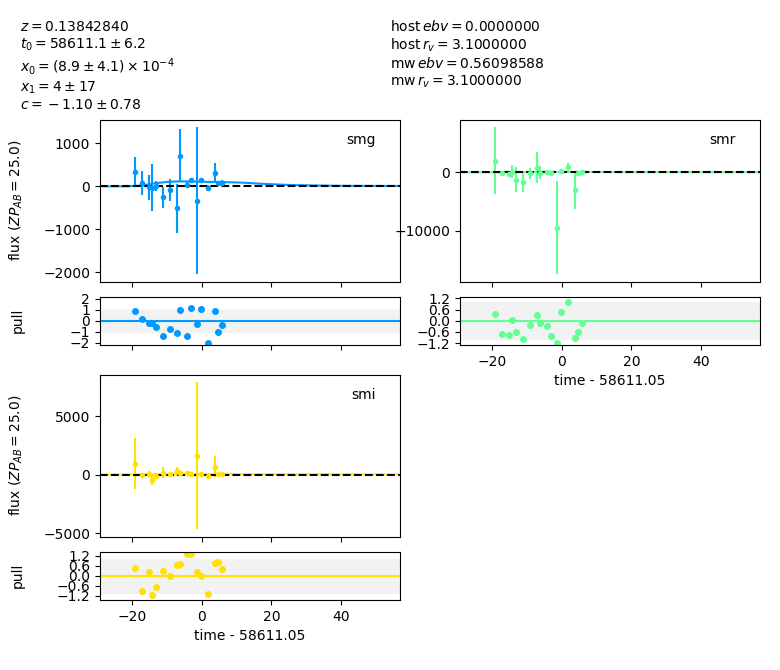 z = 0.13842840
t₀ = 58611.1 ± 6.2
x₀ = (8.9 ± 4.1) × 10⁻⁴
x₁ = 4 ± 17
c = −1.10 ± 0.78
host ebv = 0.0000000
host r_v = 3.1000000
mw ebv = 0.56098588
mw r_v = 3.1000000
smg
flux (ZP_AB = 25.0)
1000
0
−1000
−2000
smr
0
−10000
pull
2
1
0
−1
−2
1.2
0.6
0.0
−0.6
−1.2
−20
0
20
40
time - 58611.05
smi
flux (ZP_AB = 25.0)
5000
0
−5000
pull
1.2
0.6
0.0
−0.6
−1.2
−20
0
20
40
time - 58611.05